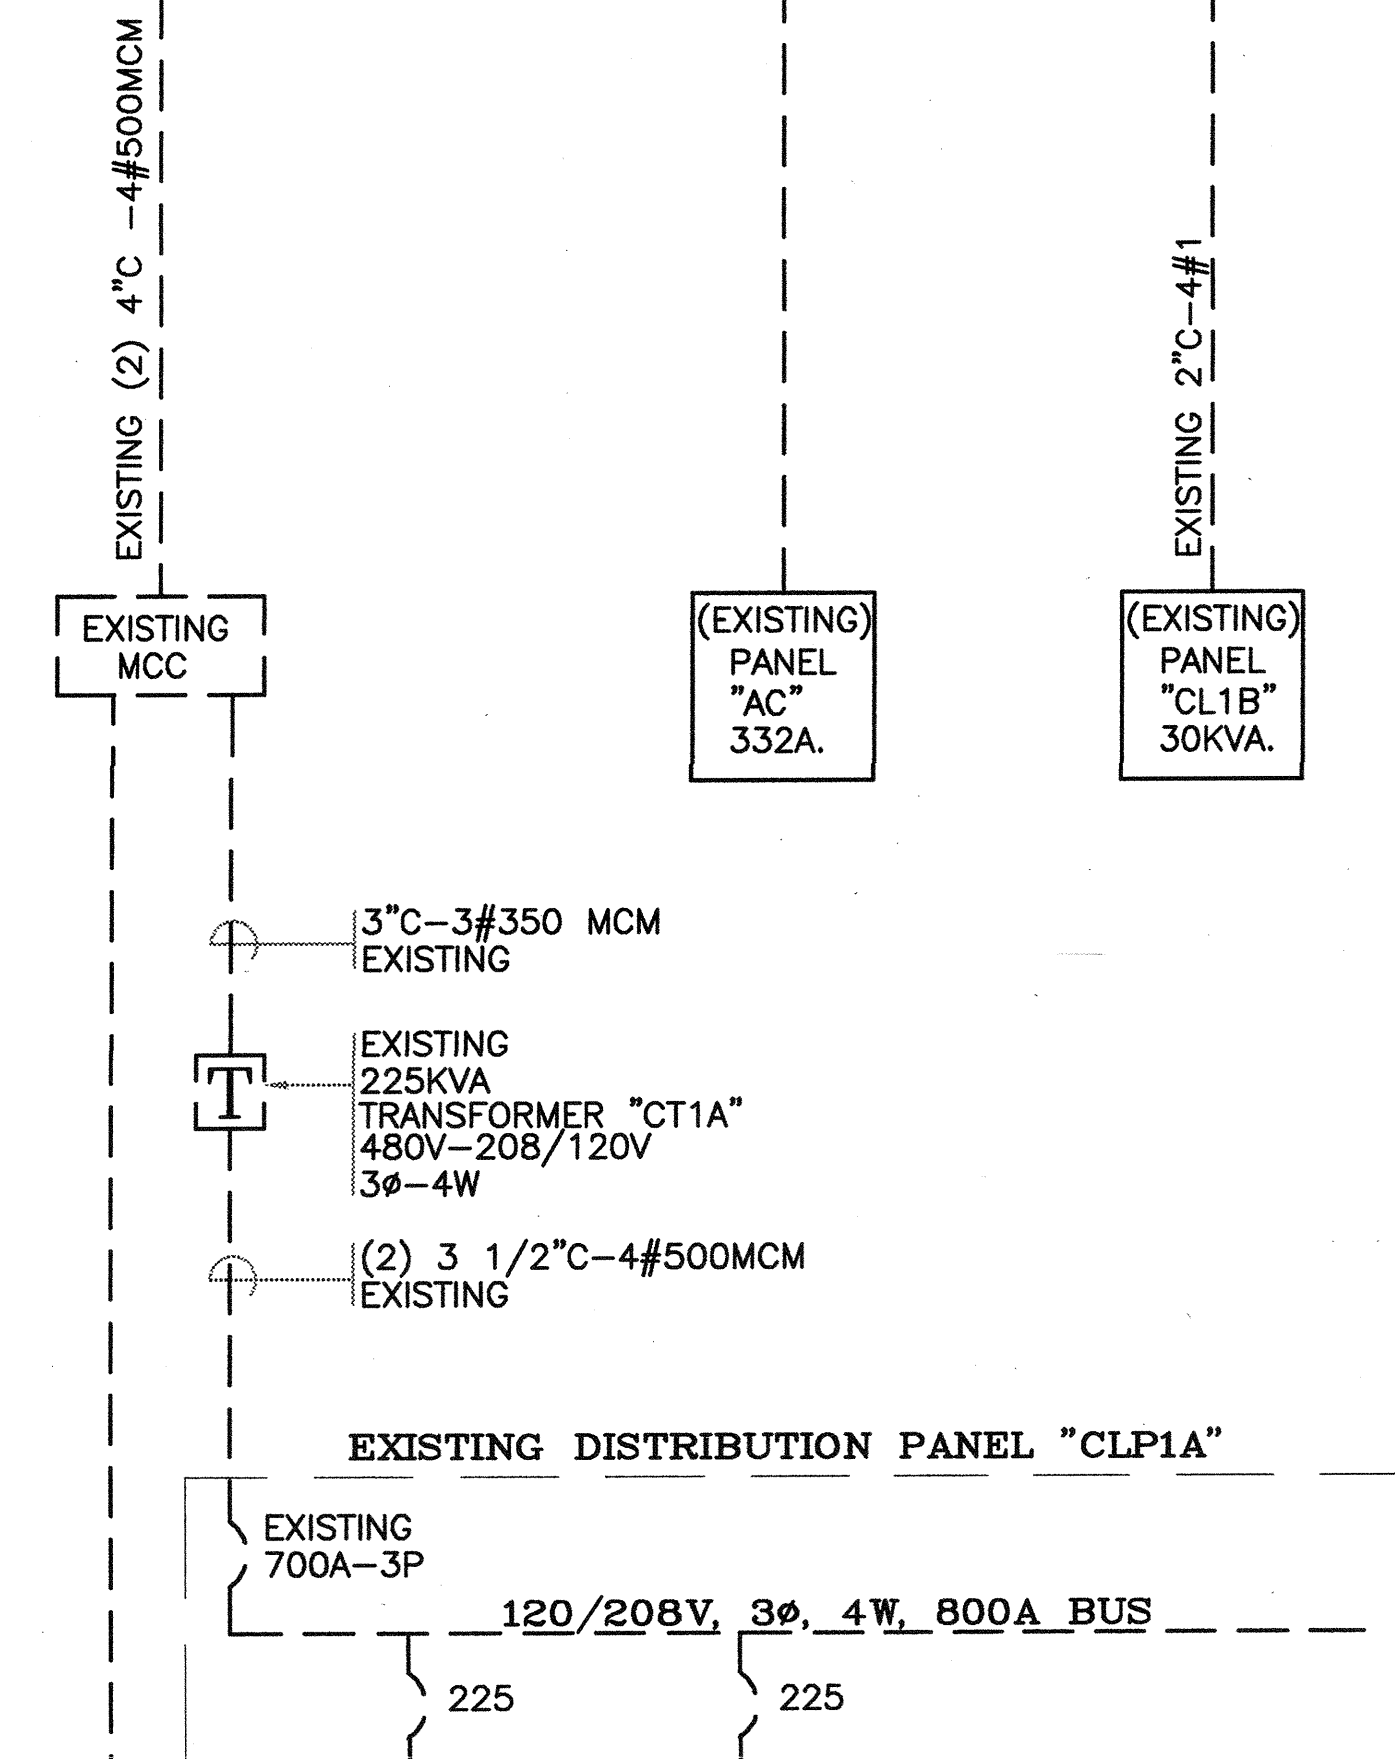 EXISTING (2) 4"C -4#500MCM
EXISTING 2"C-4#1
EXISTING
MCC
(EXISTING)
PANEL
"AC"
332A.
(EXISTING)
PANEL
"CL1B"
30KVA.
3"C-3#350 MCM
EXISTING
T
EXISTING
225KVA
TRANSFORMER "CT1A"
480V-208/120V
3ø-4W
(2) 3 1/2"C-4#500MCM
EXISTING
EXISTING DISTRIBUTION PANEL "CLP1A"
EXISTING
700A-3P
120/208V, 3ø, 4W, 800A BUS
225
225